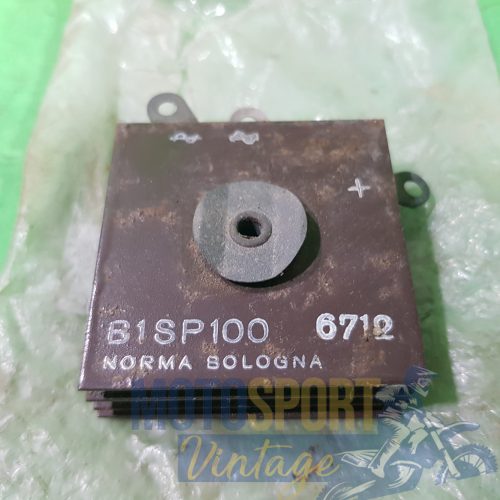 ~ ~
+
B1SP100 6712
NORMA BOLOGNA
MOTOSPORT
Vintage